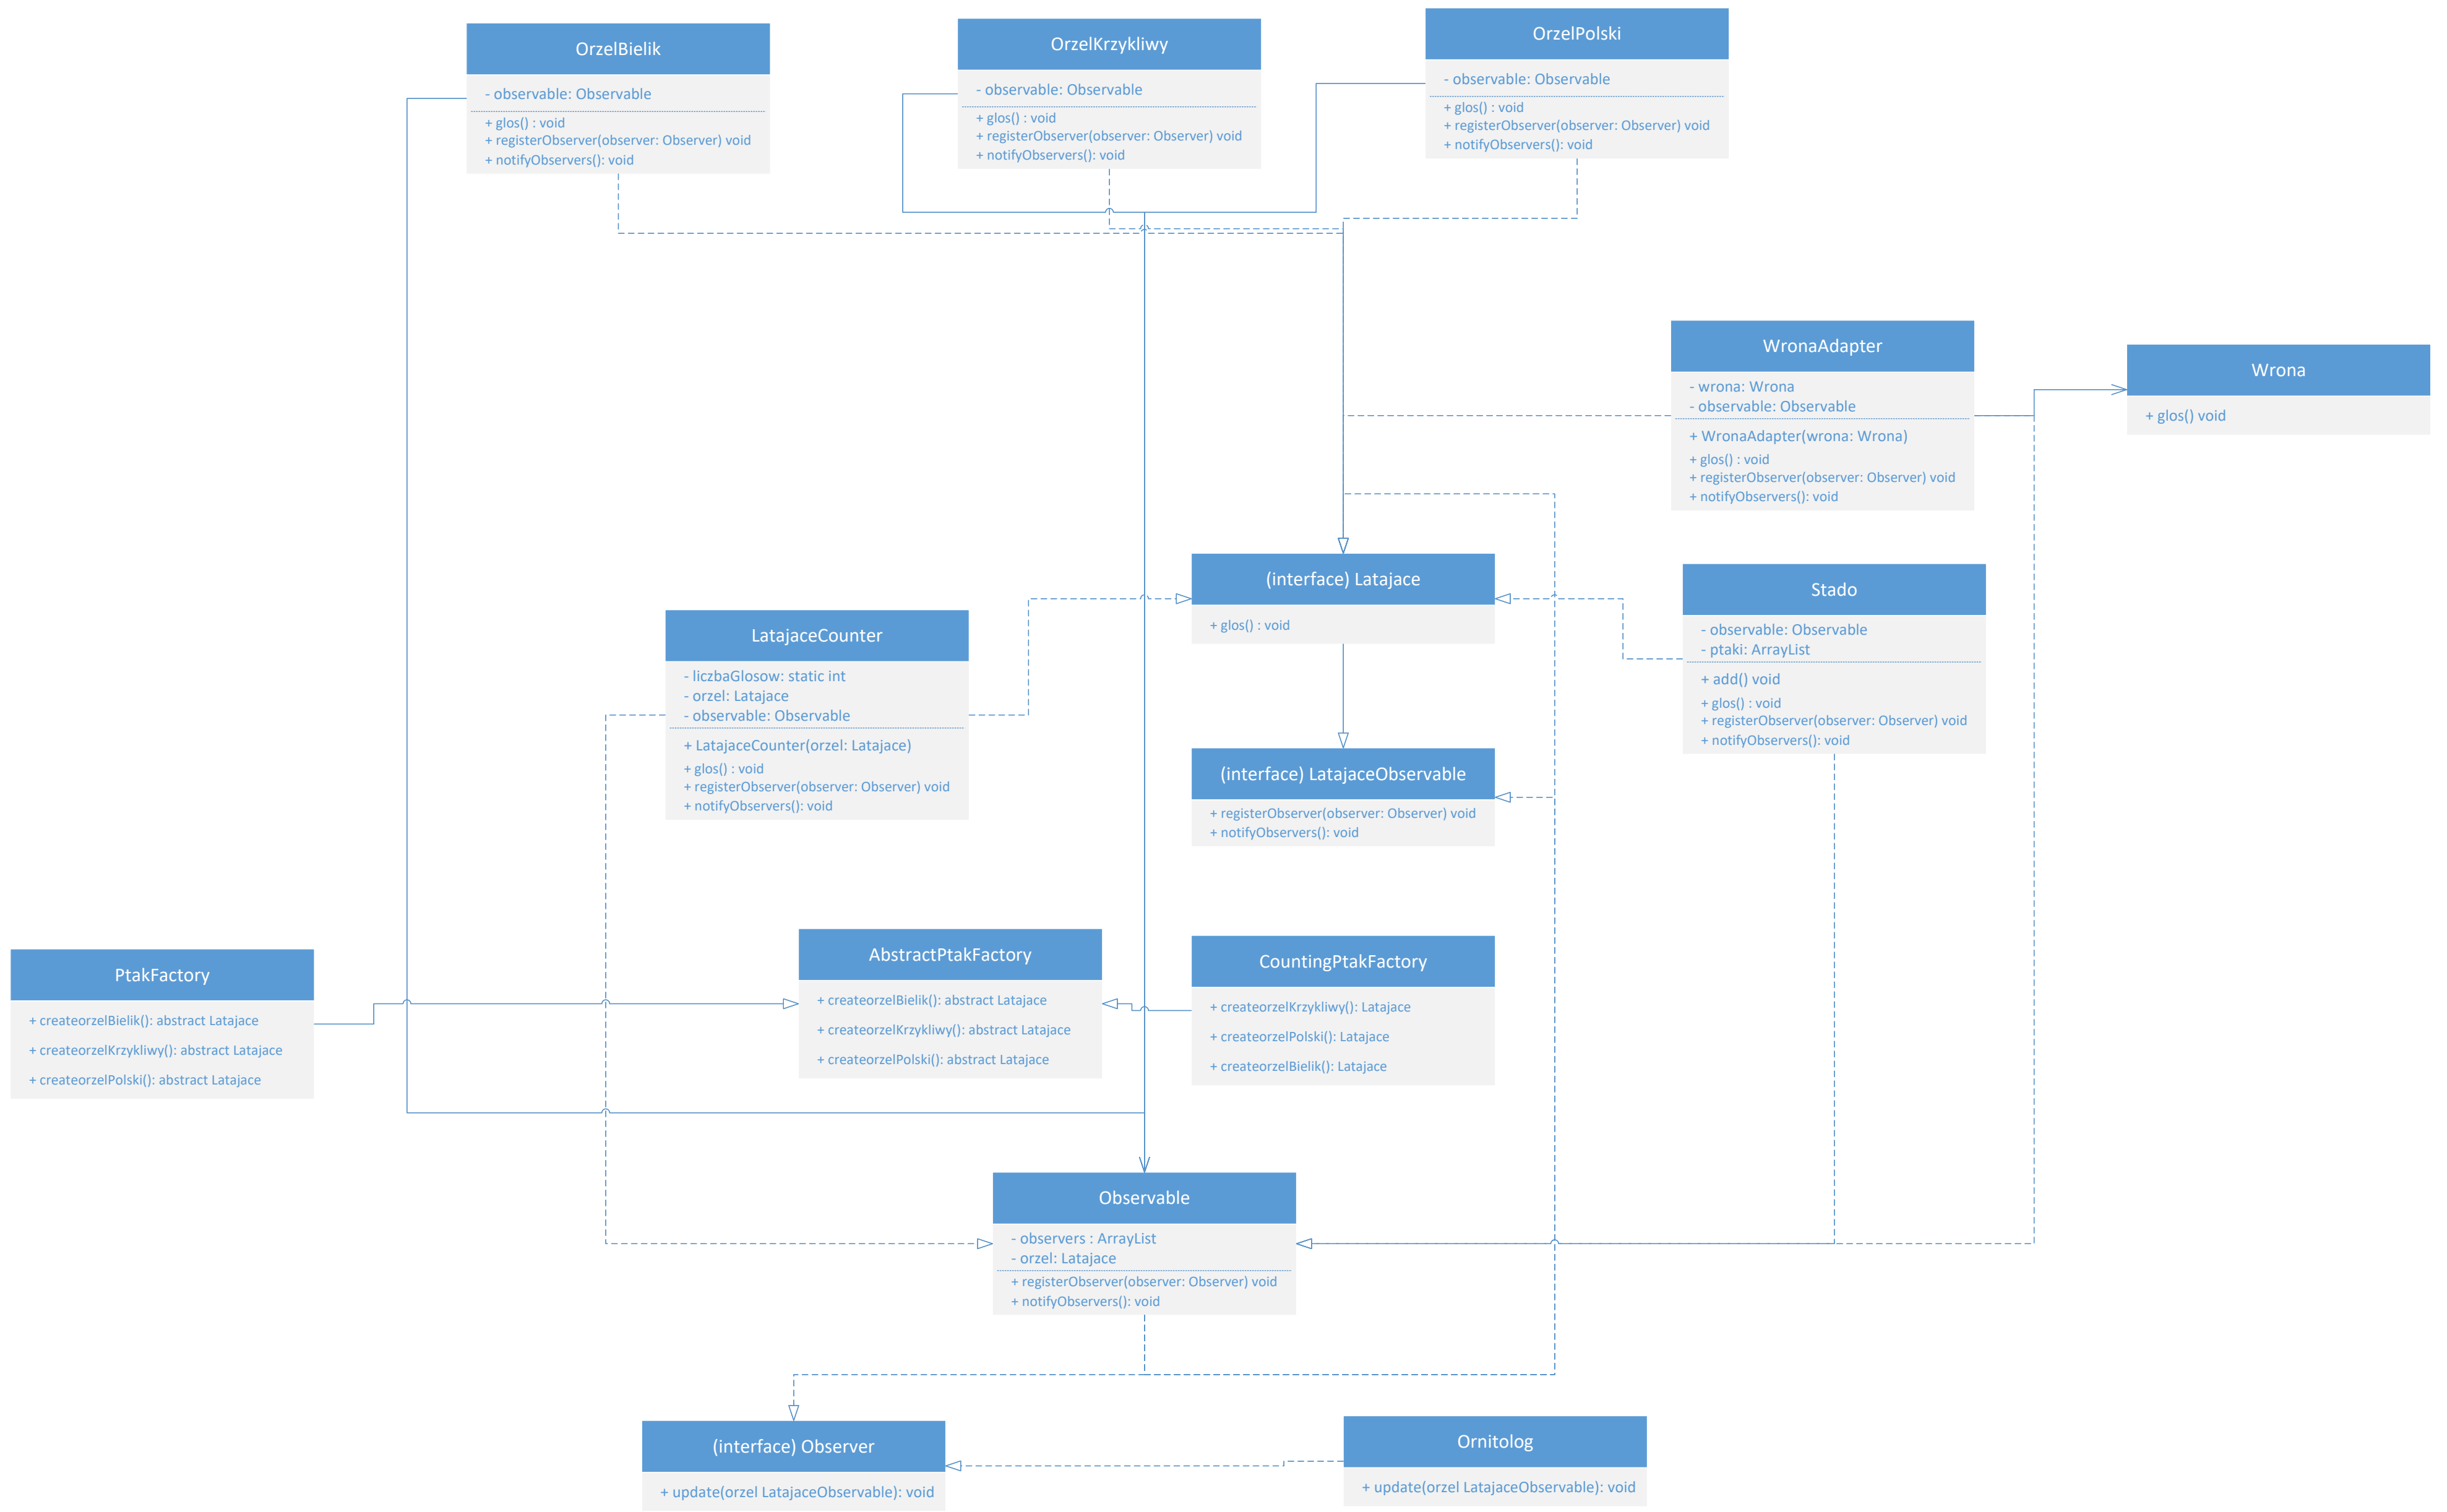 OrzelBielik
- observable: Observable
+ glos() : void
+ registerObserver(observer: Observer) void
+ notifyObservers(): void
OrzelKrzykliwy
- observable: Observable
+ glos() : void
+ registerObserver(observer: Observer) void
+ notifyObservers(): void
OrzelPolski
- observable: Observable
+ glos() : void
+ registerObserver(observer: Observer) void
+ notifyObservers(): void
WronaAdapter
- wrona: Wrona
- observable: Observable
+ WronaAdapter(wrona: Wrona)
+ glos() : void
+ registerObserver(observer: Observer) void
+ notifyObservers(): void
Wrona
+ glos() void
(interface) Latajace
+ glos() : void
Stado
- observable: Observable
- ptaki: ArrayList
+ add() void
+ glos() : void
+ registerObserver(observer: Observer) void
+ notifyObservers(): void
LatajaceCounter
- liczbaGlosow: static int
- orzel: Latajace
- observable: Observable
+ LatajaceCounter(orzel: Latajace)
+ glos() : void
+ registerObserver(observer: Observer) void
+ notifyObservers(): void
(interface) LatajaceObservable
+ registerObserver(observer: Observer) void
+ notifyObservers(): void
PtakFactory
+ createorzelBielik(): abstract Latajace
+ createorzelKrzykliwy(): abstract Latajace
+ createorzelPolski(): abstract Latajace
AbstractPtakFactory
+ createorzelBielik(): abstract Latajace
+ createorzelKrzykliwy(): abstract Latajace
+ createorzelPolski(): abstract Latajace
CountingPtakFactory
+ createorzelKrzykliwy(): Latajace
+ createorzelPolski(): Latajace
+ createorzelBielik(): Latajace
Observable
- observers : ArrayList
- orzel: Latajace
+ registerObserver(observer: Observer) void
+ notifyObservers(): void
(interface) Observer
+ update(orzel LatajaceObservable): void
Ornitolog
+ update(orzel LatajaceObservable): void